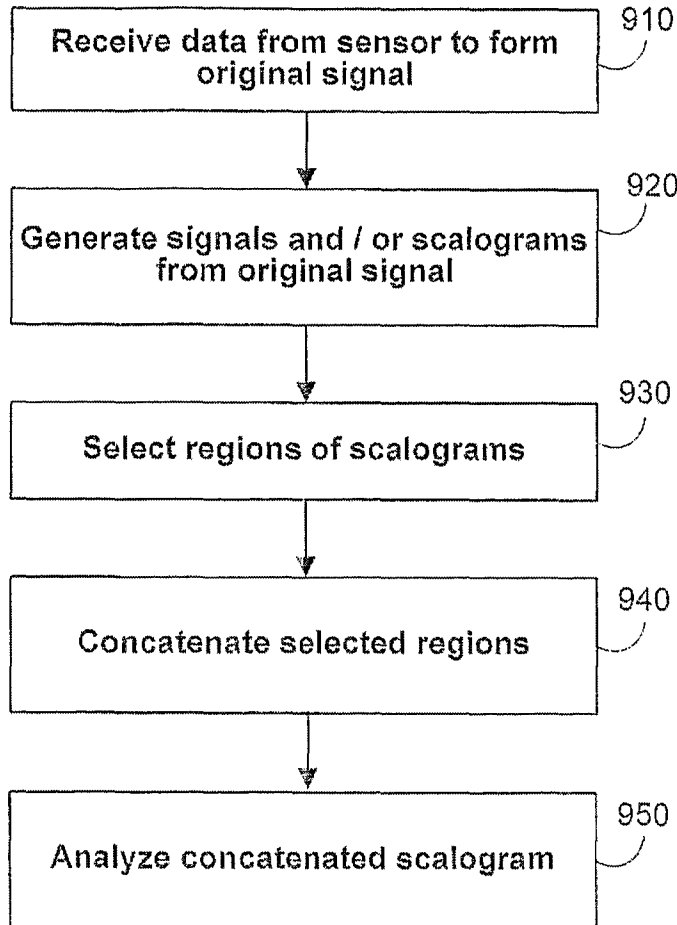 Receive data from sensor to form
original signal
910
Generate signals and / or scalograms
from original signal
920
Select regions of scalograms
930
Concatenate selected regions
940
Analyze concatenated scalogram
950